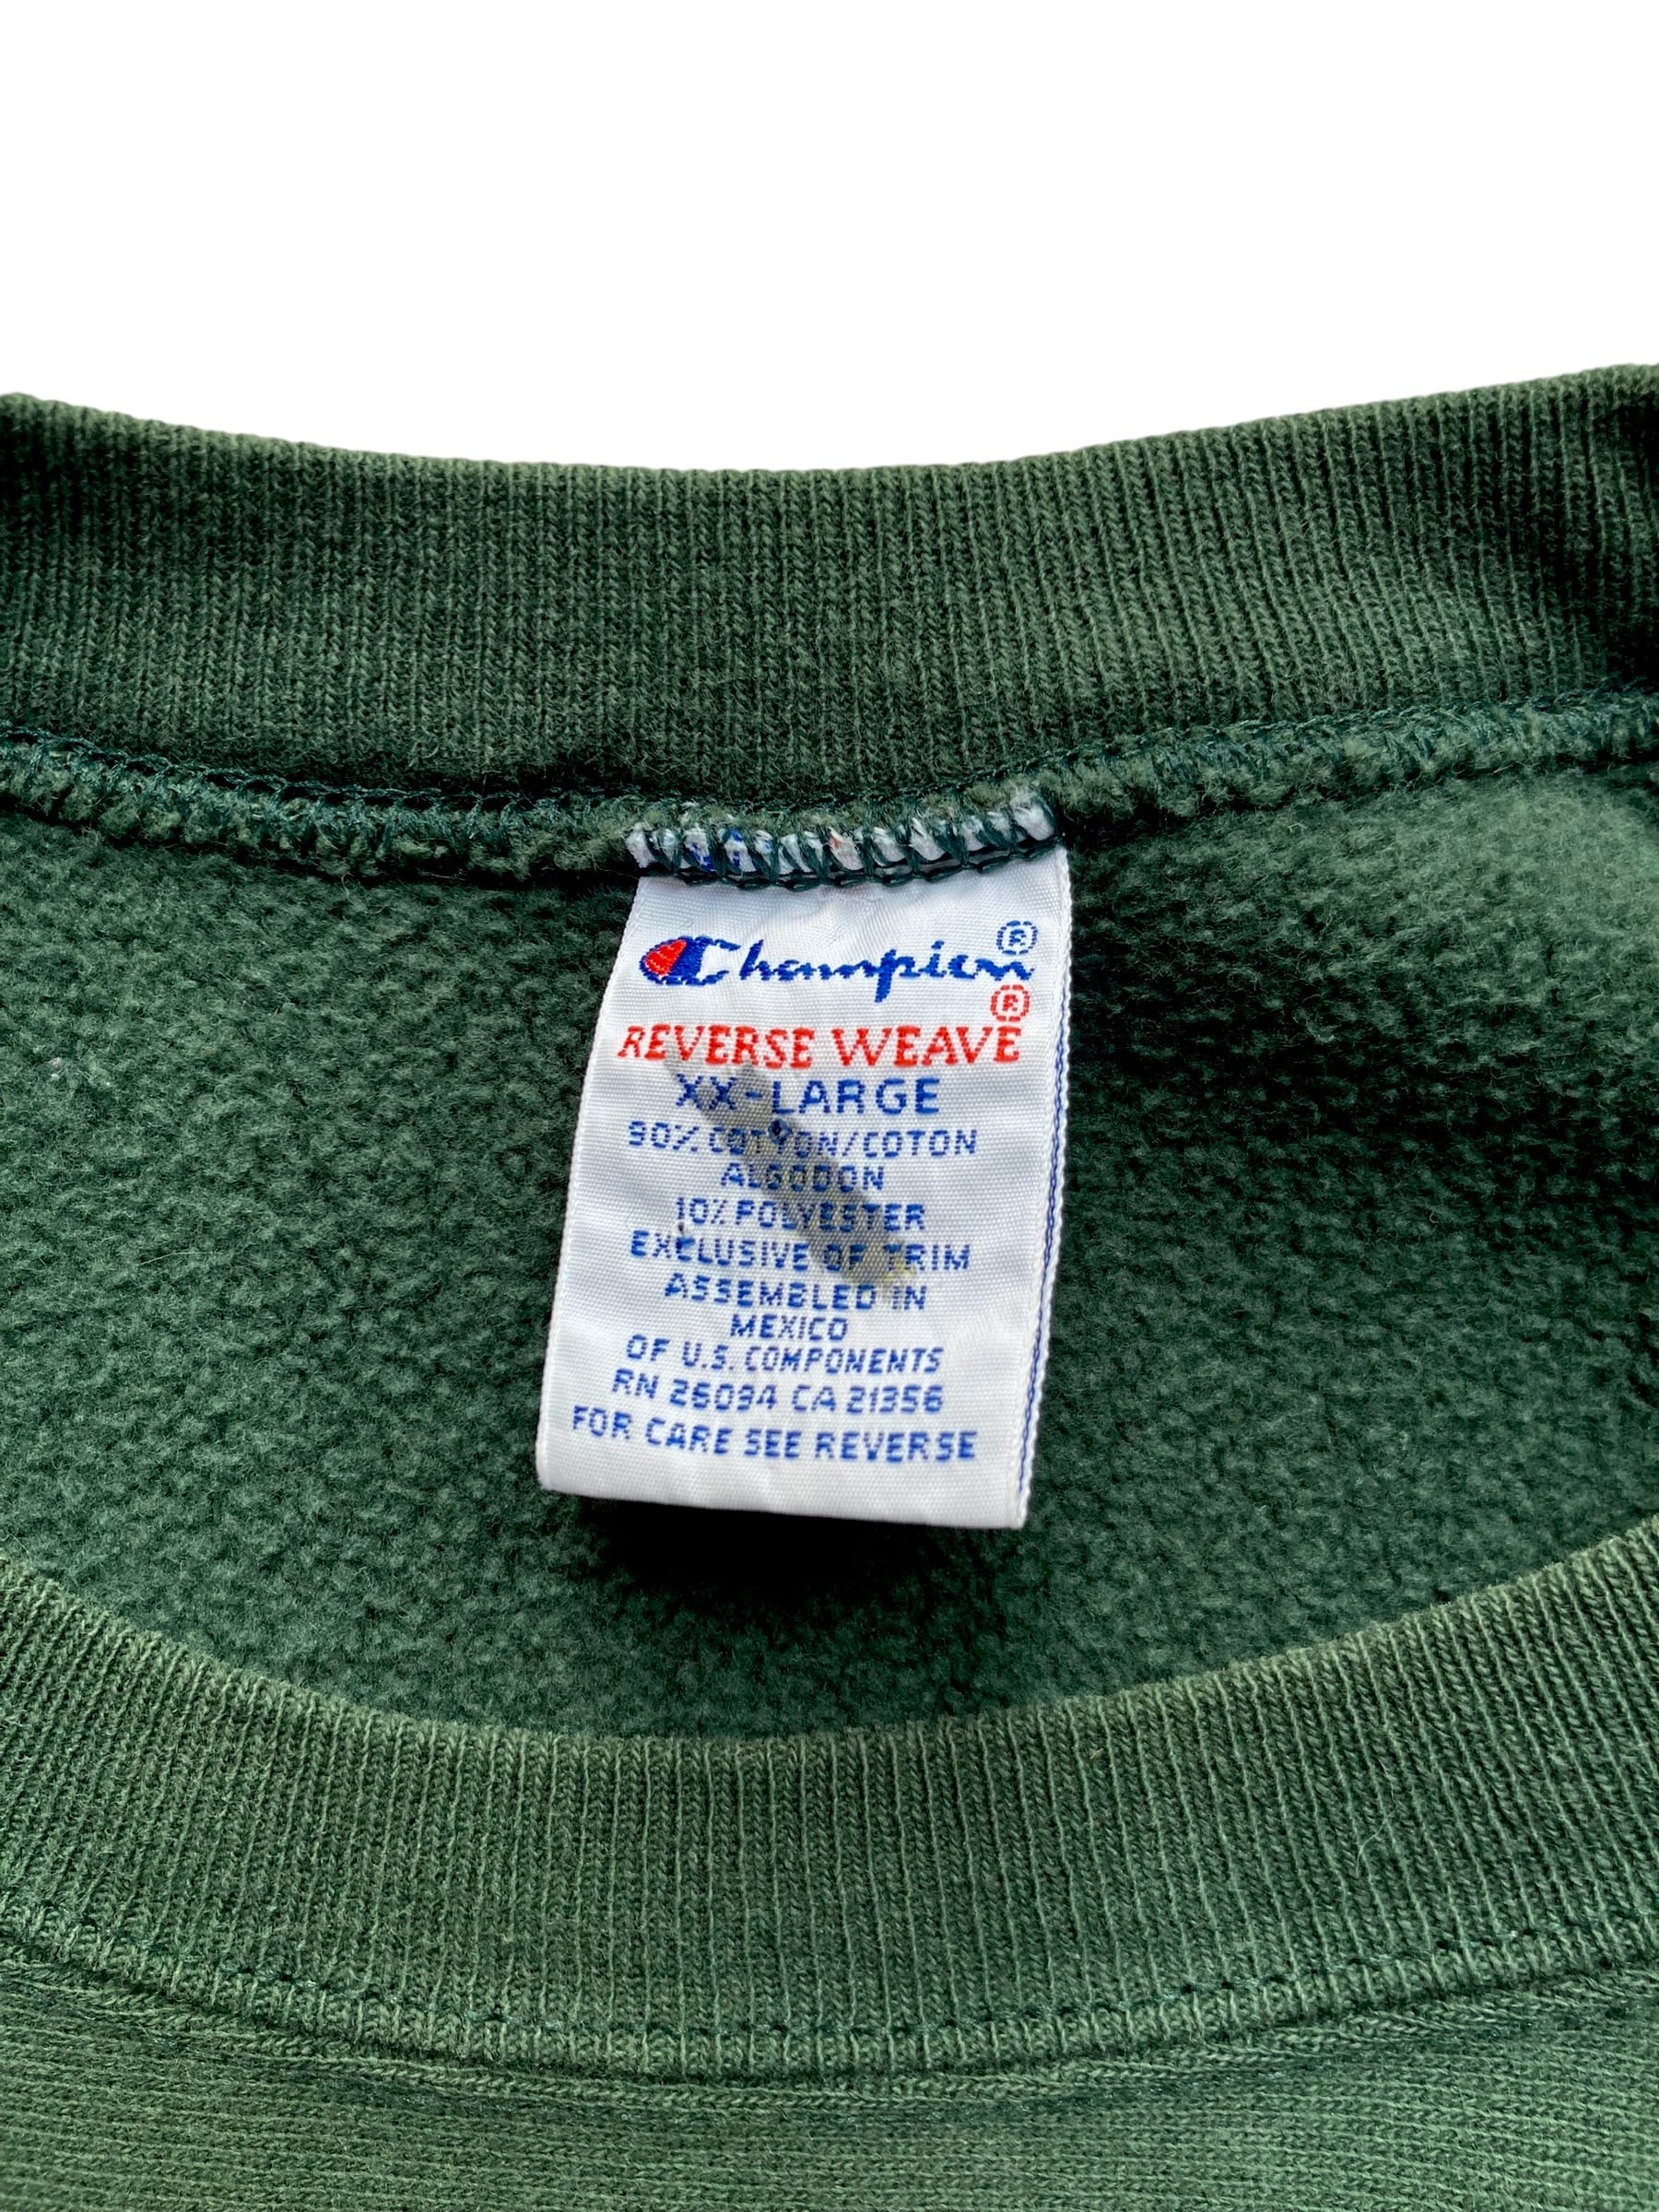 Champion®
REVERSE WEAVE®
XX-LARGE
90% COTTON/COTON
ALGODON
10% POLYESTER
EXCLUSIVE OF TRIM
ASSEMBLED IN
MEXICO
OF U.S. COMPONENTS
RN 26094 CA 21356
FOR CARE SEE REVERSE